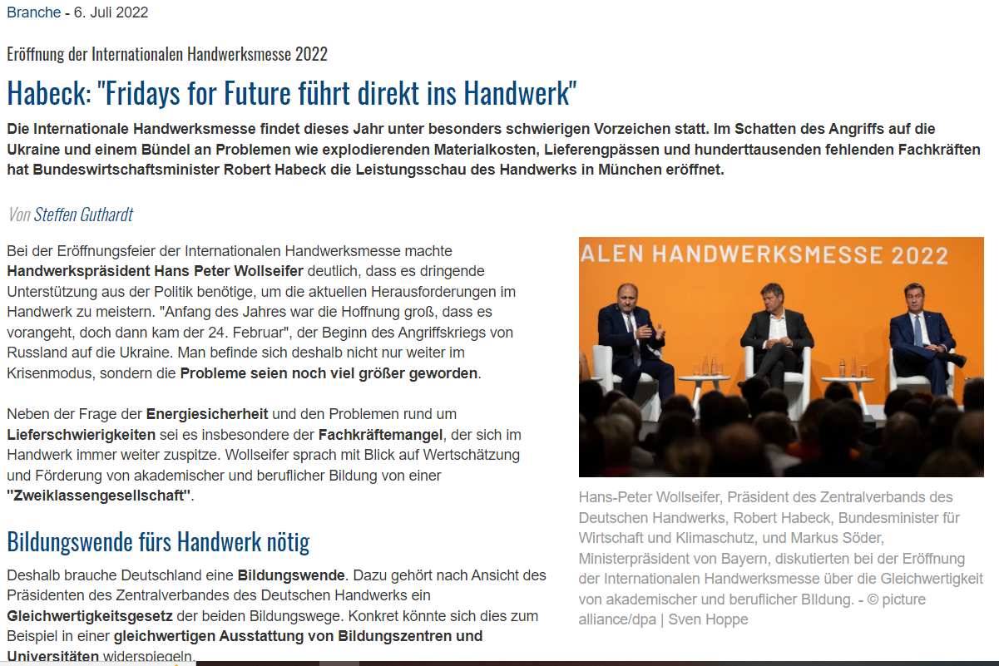 Branche - 6. Juli 2022
Eröffnung der Internationalen Handwerksmesse 2022
Habeck: "Fridays for Future führt direkt ins Handwerk"
Die Internationale Handwerksmesse findet dieses Jahr unter besonders schwierigen Vorzeichen statt. Im Schatten des Angriffs auf die
Ukraine und einem Bündel an Problemen wie explodierenden Materialkosten, Lieferengpässen und hunderttausenden fehlenden Fachkräften
hat Bundeswirtschaftsminister Robert Habeck die Leistungsschau des Handwerks in München eröffnet.
Von Steffen Guthardt
Bei der Eröffnungsfeier der Internationalen Handwerksmesse machte
Handwerkspräsident Hans Peter Wollseifer deutlich, dass es dringende
Unterstützung aus der Politik benötige, um die aktuellen Herausforderungen im
Handwerk zu meistern. "Anfang des Jahres war die Hoffnung groß, dass es
vorangeht, doch dann kam der 24. Februar", der Beginn des Angriffskriegs von
Russland auf die Ukraine. Man befinde sich deshalb nicht nur weiter im
Krisenmodus, sondern die Probleme seien noch viel größer geworden.
Neben der Frage der Energiesicherheit und den Problemen rund um
Lieferschwierigkeiten sei es insbesondere der Fachkräftemangel, der sich im
Handwerk immer weiter zuspitze. Wollseifer sprach mit Blick auf Wertschätzung
und Förderung von akademischer und beruflicher Bildung von einer
"Zweiklassengesellschaft".
Bildungswende fürs Handwerk nötig
Deshalb brauche Deutschland eine Bildungswende. Dazu gehört nach Ansicht des
Präsidenten des Zentralverbandes des Deutschen Handwerks ein
Gleichwertigkeitsgesetz der beiden Bildungswege. Konkret könnte sich dies zum
Beispiel in einer gleichwertigen Ausstattung von Bildungszentren und
Universitäten widerspiegeln.
ALEN HANDWERKSMESSE 2022
Hans-Peter Wollseifer, Präsident des Zentralverbands des
Deutschen Handwerks, Robert Habeck, Bundesminister für
Wirtschaft und Klimaschutz, und Markus Söder,
Ministerpräsident von Bayern, diskutierten bei der Eröffnung
der Internationalen Handwerksmesse über die Gleichwertigkeit
von akademischer und beruflicher BIldung. - © picture
alliance/dpa | Sven Hoppe